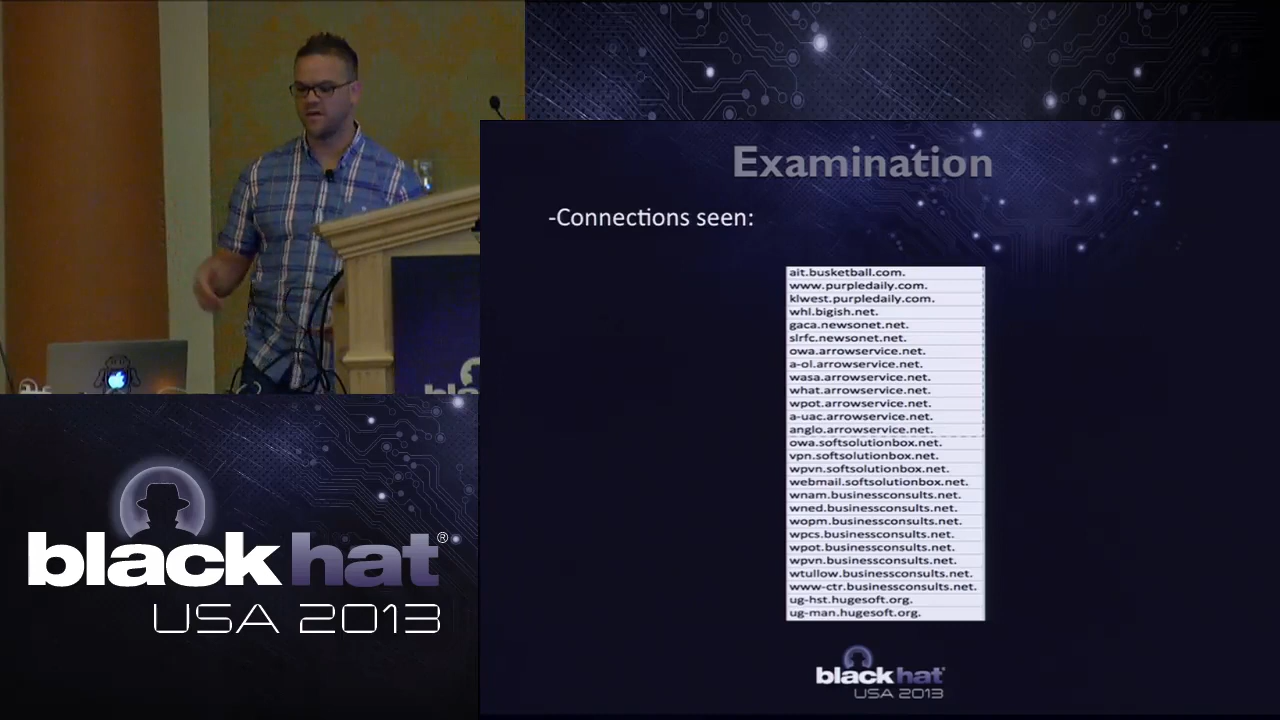 Examination
-Connections seen:
ait.busketball.com.
www.purpledaily.com.
klwest.purpledaily.com.
whl.bigish.net.
gaca.newsonet.net.
slrfc.newsonet.net.
owa.arrowservice.net.
a-ol.arrowservice.net.
wasa.arrowservice.net.
what.arrowservice.net.
wpot.arrowservice.net.
a-uac.arrowservice.net.
anglo.arrowservice.net.
owa.softsolutionbox.net.
vpn.softsolutionbox.net.
wpvn.softsolutionbox.net.
webmail.softsolutionbox.net.
wnam.businessconsults.net.
wned.businessconsults.net.
wopm.businessconsults.net.
wpcs.businessconsults.net.
wpot.businessconsults.net.
wpvn.businessconsults.net.
wtullow.businessconsults.net.
www-ctr.businessconsults.net.
ug-hst.hugesoft.org.
ug-man.hugesoft.org.
black hat®
USA 2013
black hat
USA 2013